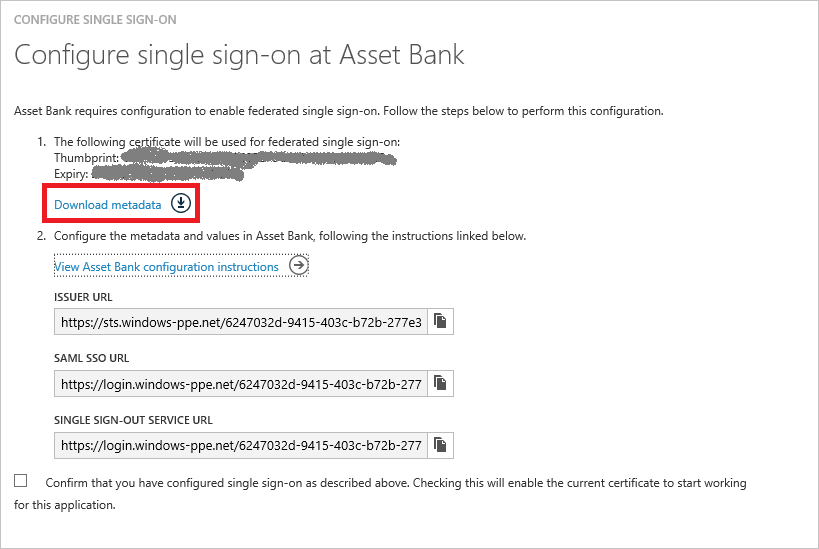 CONFIGURE SINGLE SIGN-ON
Configure single sign-on at Asset Bank
Asset Bank requires configuration to enable federated single sign-on. Follow the steps below to perform this configuration.
1. The following certificate will be used for federated single sign-on:
Thumbprint:
Expiry:
Download metadata
2. Configure the metadata and values in Asset Bank, following the instructions linked below.
View Asset Bank configuration instructions
ISSUER URL
https://sts.windows-ppe.net/6247032d-9415-403c-b72b-277e3
SAML SSO URL
https://login.windows-ppe.net/6247032d-9415-403c-b72b-277
SINGLE SIGN-OUT SERVICE URL
https://login.windows-ppe.net/6247032d-9415-403c-b72b-277
Confirm that you have configured single sign-on as described above. Checking this will enable the current certificate to start working
for this application.